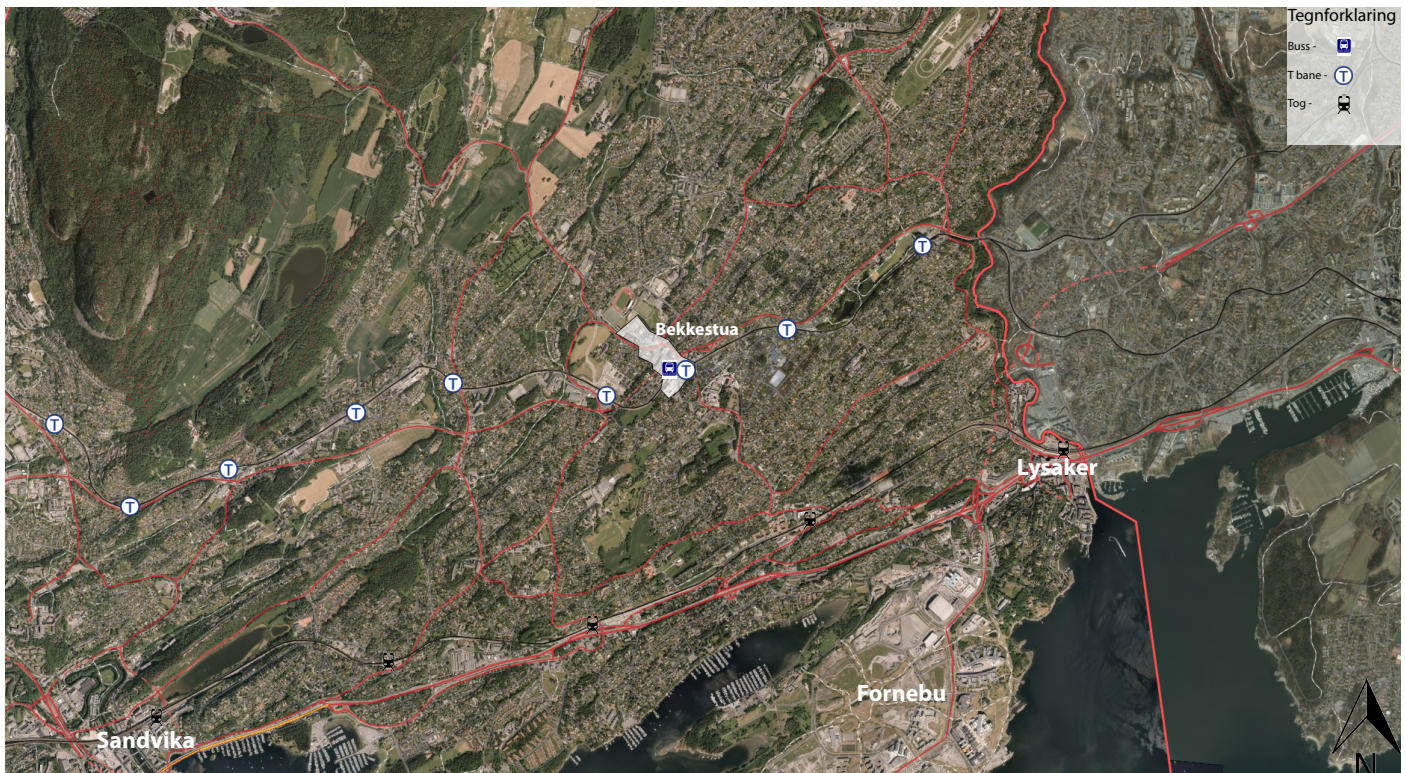 Tegnforklaring
Buss -
T bane - T
Tog -
T
T
Bekkestua
T
T
T
T
T
T
T
Lysaker
Fornebu
Sandvika
N